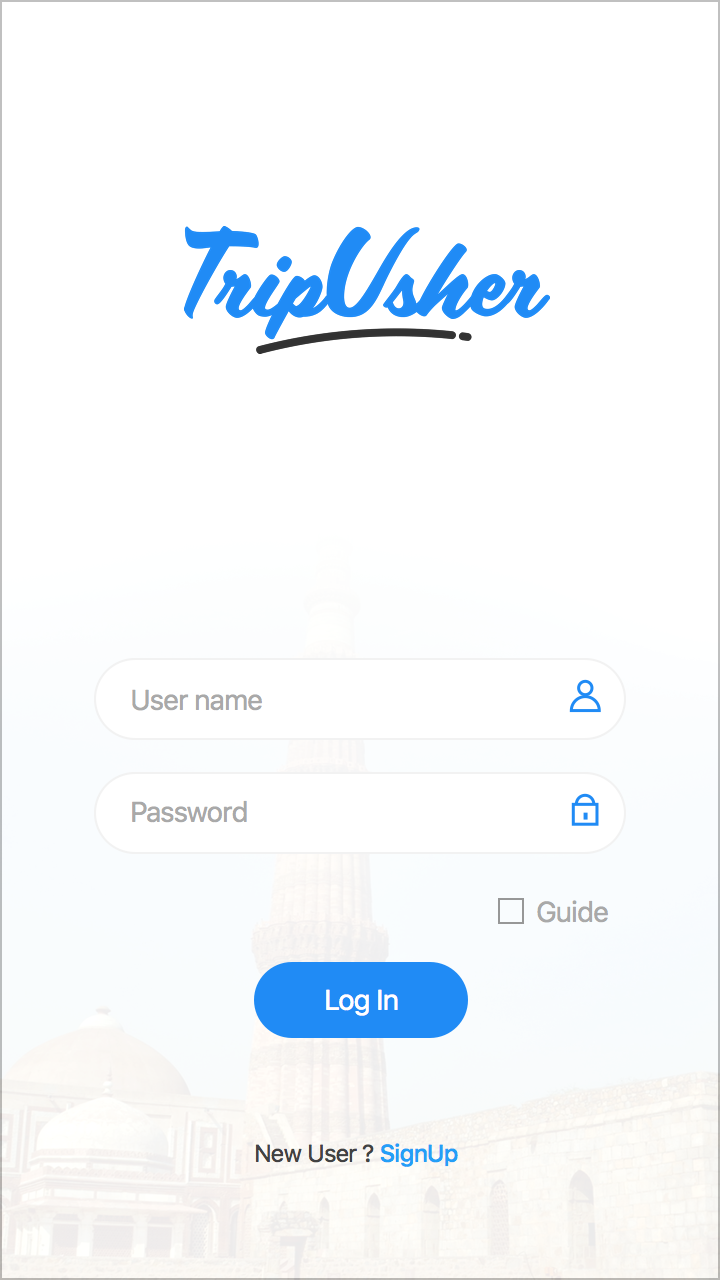 TripUsher
User name
Password
Guide
Log In
New User ? SignUp